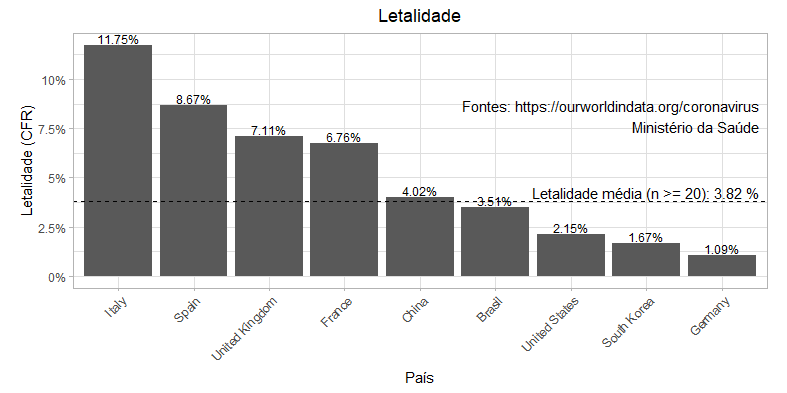 Letalidade
Letalidade (CFR)
10%
7.5%
5%
2.5%
0%
11.75%
8.67%
7.11%
6.76%
4.02%
3.51%
2.15%
1.67%
1.09%
Fontes: https://ourworldindata.org/coronavirus
Ministério da Saúde
Letalidade média (n >= 20): 3.82 %
Italy
Spain
United Kingdom
France
China
Brasil
United States
South Korea
Germany
País